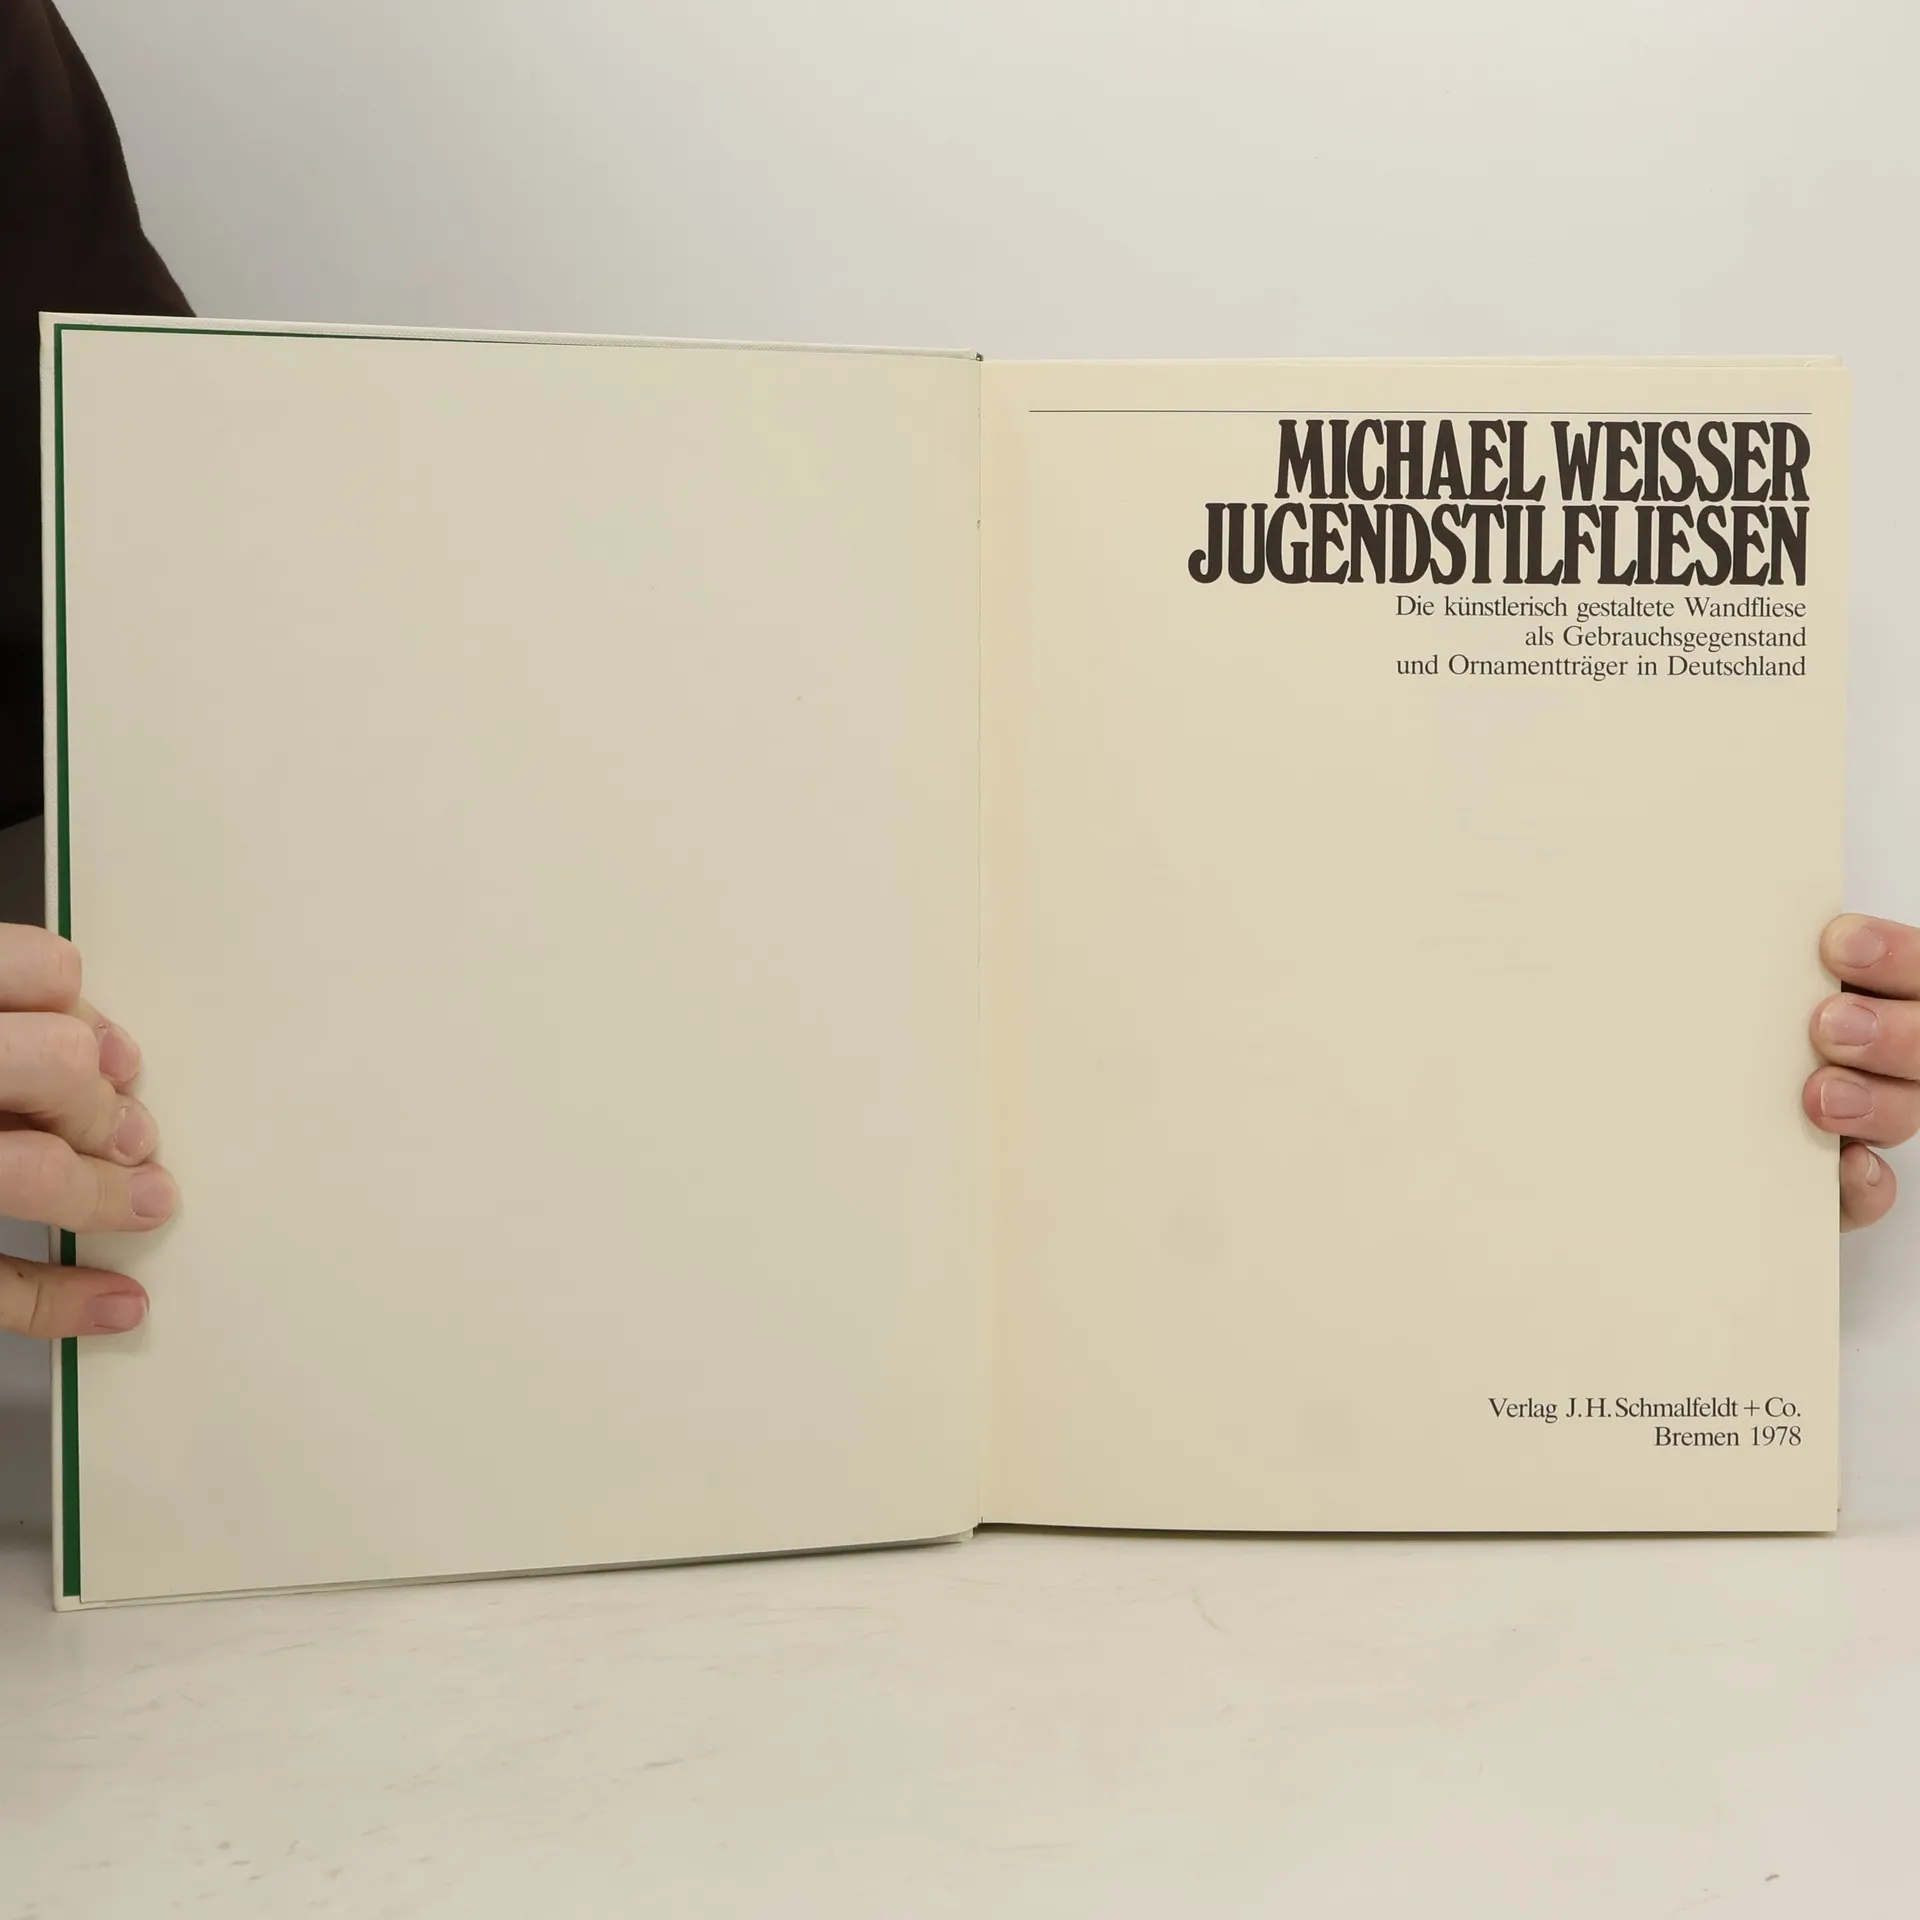 MICHAEL WEISSER
JUGENDSTILFLIESEN
Die künstlerisch gestaltete Wandfliese
als Gebrauchsgegenstand
und Ornamentträger in Deutschland
Verlag J.H.Schmalfeldt + Co.
Bremen 1978